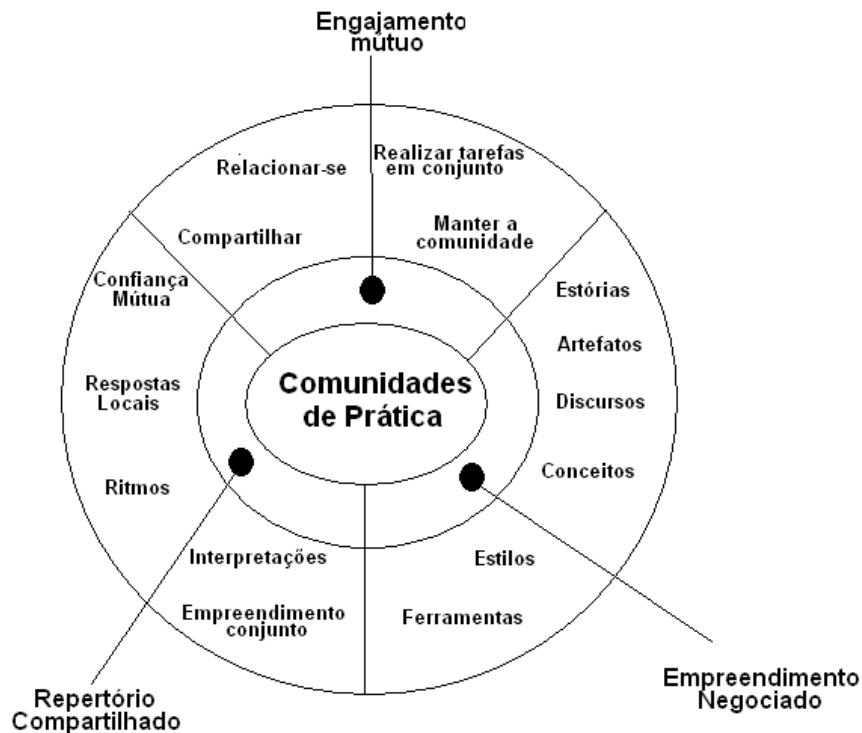 Engajamento
mútuo
Relacionar-se
Realizar tarefas
em conjunto
Compartilhar
Manter a
comunidade
Confiança
Mútua
Estórias
Artefatos
Respostas
Locais
Comunidades
de Prática
Discursos
Conceitos
Ritmos
Interpretações
Estilos
Empreendimento
conjunto
Ferramentas
Repertório
Compartilhado
Empreendimento
Negociado